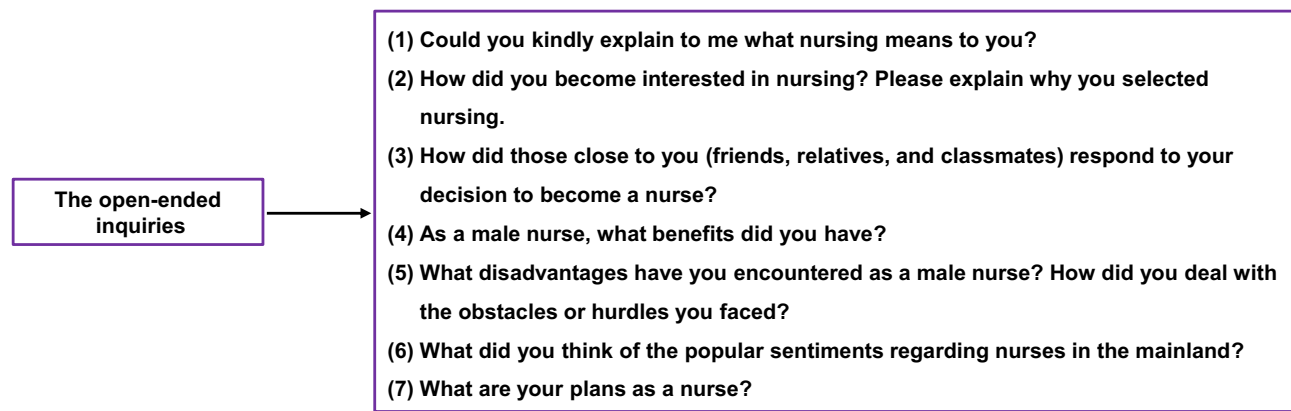 The open-ended
inquiries
(1) Could you kindly explain to me what nursing means to you?
(2) How did you become interested in nursing? Please explain why you selected
nursing.
(3) How did those close to you (friends, relatives, and classmates) respond to your
decision to become a nurse?
(4) As a male nurse, what benefits did you have?
(5) What disadvantages have you encountered as a male nurse? How did you deal with
the obstacles or hurdles you faced?
(6) What did you think of the popular sentiments regarding nurses in the mainland?
(7) What are your plans as a nurse?